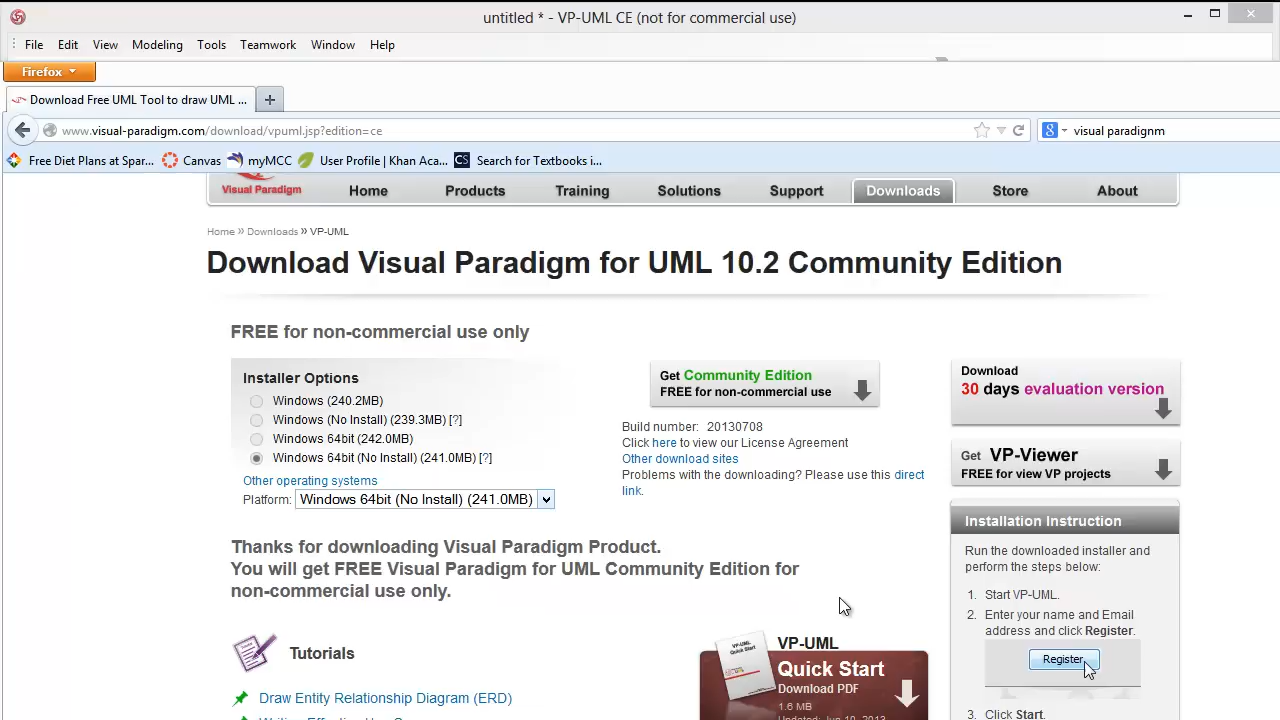 untitled * - VP-UML CE (not for commercial use)
File Edit View Modeling Tools Teamwork Window Help
Firefox
Download Free UML Tool to draw UML ...
www.visual-paradigm.com/download/vpuml.jsp?edition=ce
visual paradignm
Free Diet Plans at Spar... Canvas myMCC User Profile | Khan Aca... CS Search for Textbooks i...
Visual Paradigm Home Products Training Solutions Support Downloads Store About
Home » Downloads » VP-UML
Download Visual Paradigm for UML 10.2 Community Edition
FREE for non-commercial use only
Installer Options
Windows (240.2MB)
Windows (No Install) (239.3MB) [?]
Windows 64bit (242.0MB)
Windows 64bit (No Install) (241.0MB) [?]
Other operating systems
Platform: Windows 64bit (No Install) (241.0MB)
Get Community Edition
FREE for non-commercial use
Build number: 20130708
Click here to view our License Agreement
Other download sites
Problems with the downloading? Please use this direct
link.
Download
30 days evaluation version
Get VP-Viewer
FREE for view VP projects
Installation Instruction
Run the downloaded installer and
perform the steps below:
1. Start VP-UML.
2. Enter your name and Email
address and click Register.
Register
3. Click Start.
Thanks for downloading Visual Paradigm Product.
You will get FREE Visual Paradigm for UML Community Edition for
non-commercial use only.
Tutorials
Draw Entity Relationship Diagram (ERD)
VP-UML
Quick Start
VP-UML
Quick Start
Download PDF
1.6 MB
Updated: Jun 10, 2013